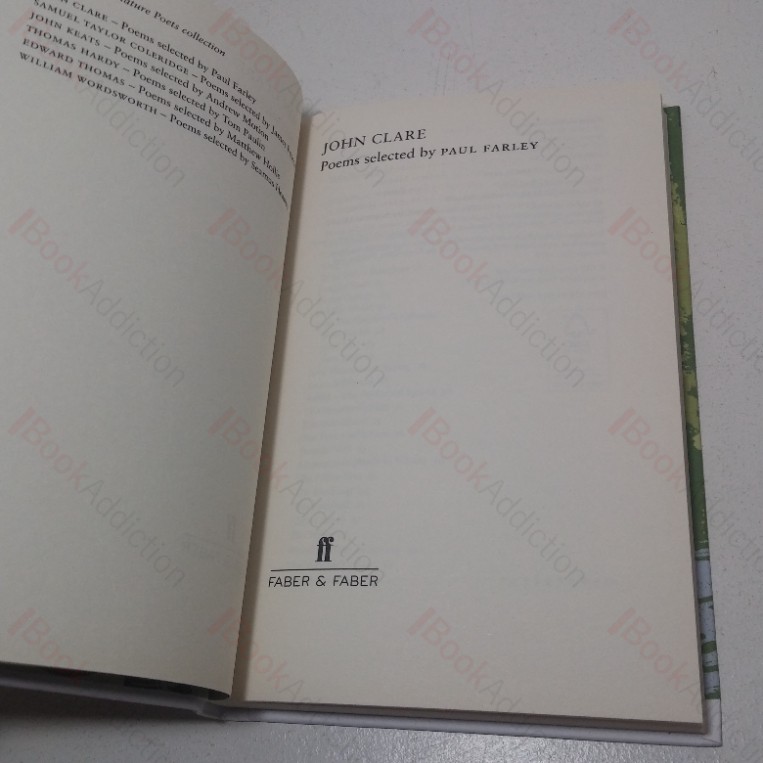 Nature Poets collection
CLARE – Poems selected by Paul Farley
SAMUEL TAYLOR COLERIDGE – Poems selected by James
JOHN KEATS – Poems selected by Andrew Motion
THOMAS HARDY – Poems selected by Tom Paulin
EDWARD THOMAS – Poems selected by Matthew Hollis
WILLIAM WORDSWORTH – Poems selected by Seamus
JOHN CLARE
Poems selected by PAUL FARLEY
ff
FABER & FABER
BookAddiction